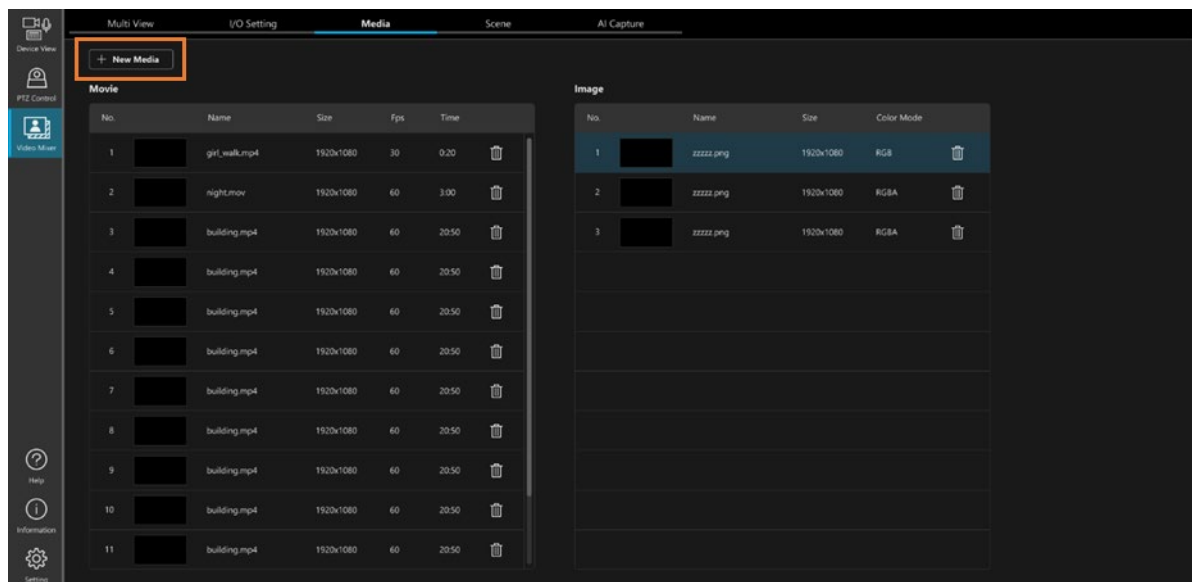 Multi View I/O Setting Media Scene AI Capture
Device View
PTZ Control
Video Mixer
Help
Information
Setting
+ New Media
Movie
No. Name Size Fps Time
1 girl_walk.mp4 1920x1080 30 0:20
2 night.mov 1920x1080 60 3:00
3 building.mp4 1920x1080 60 20:50
4 building.mp4 1920x1080 60 20:50
5 building.mp4 1920x1080 60 20:50
6 building.mp4 1920x1080 60 20:50
7 building.mp4 1920x1080 60 20:50
8 building.mp4 1920x1080 60 20:50
9 building.mp4 1920x1080 60 20:50
10 building.mp4 1920x1080 60 20:50
11 building.mp4 1920x1080 60 20:50
Image
No. Name Size Color Mode
1 zzzzz.png 1920x1080 RGB
2 zzzzz.png 1920x1080 RGBA
3 zzzzz.png 1920x1080 RGBA